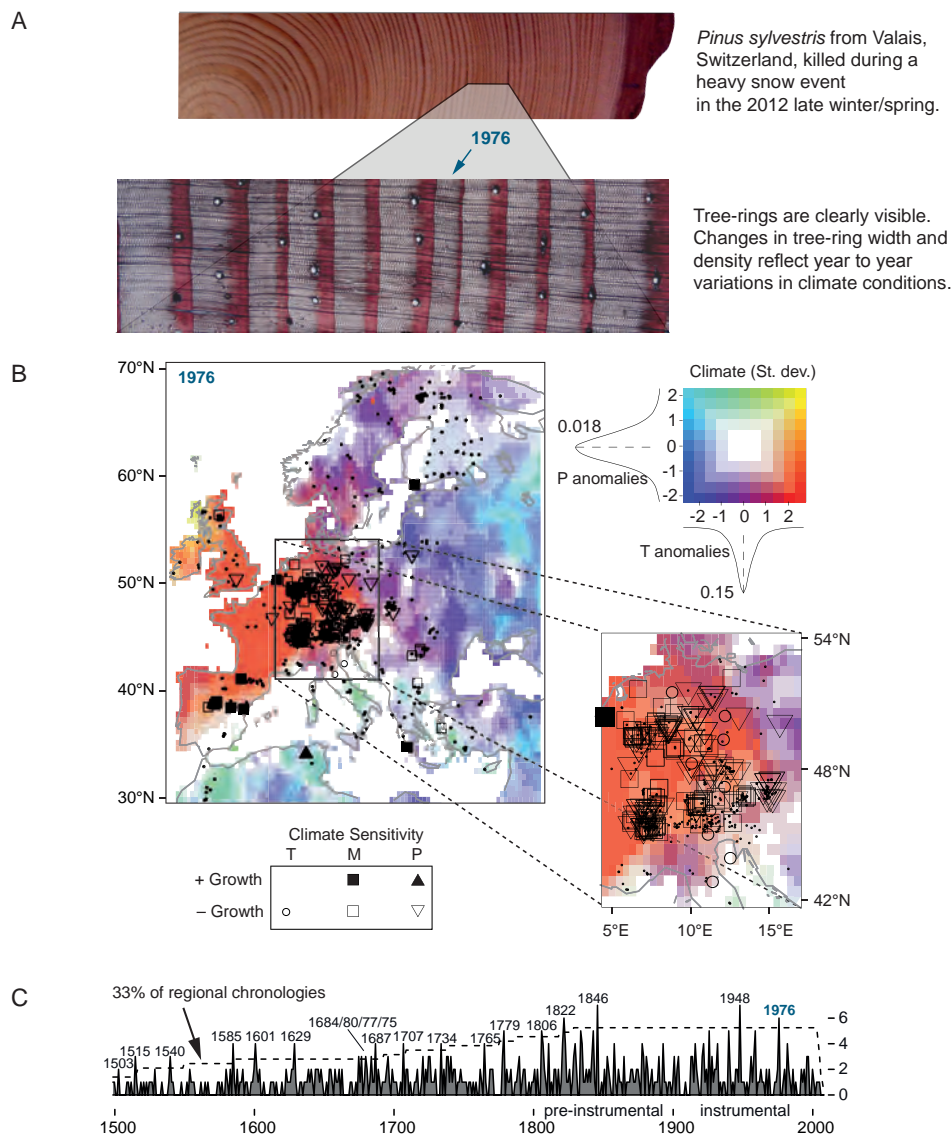 A
Pinus sylvestris from Valais,
Switzerland, killed during a
heavy snow event
in the 2012 late winter/spring.
1976
Tree-rings are clearly visible.
Changes in tree-ring width and
density reflect year to year
variations in climate conditions.
B
70°N
60°N
50°N
40°N
30°N
1976
Climate (St. dev.)
2
1
0
-1
-2
-2 -1 0 1 2
0.018
P anomalies
T anomalies
0.15
54°N
48°N
42°N
5°E 10°E 15°E
Climate Sensitivity
T M P
+ Growth
– Growth
C
33% of regional chronologies
1503 1515 1540 1585 1601 1629 1684/80/77/75 1687 1707 1734 1765 1779 1806 1822 1846 1948 1976
6
4
2
0
pre-instrumental instrumental
1500 1600 1700 1800 1900 2000